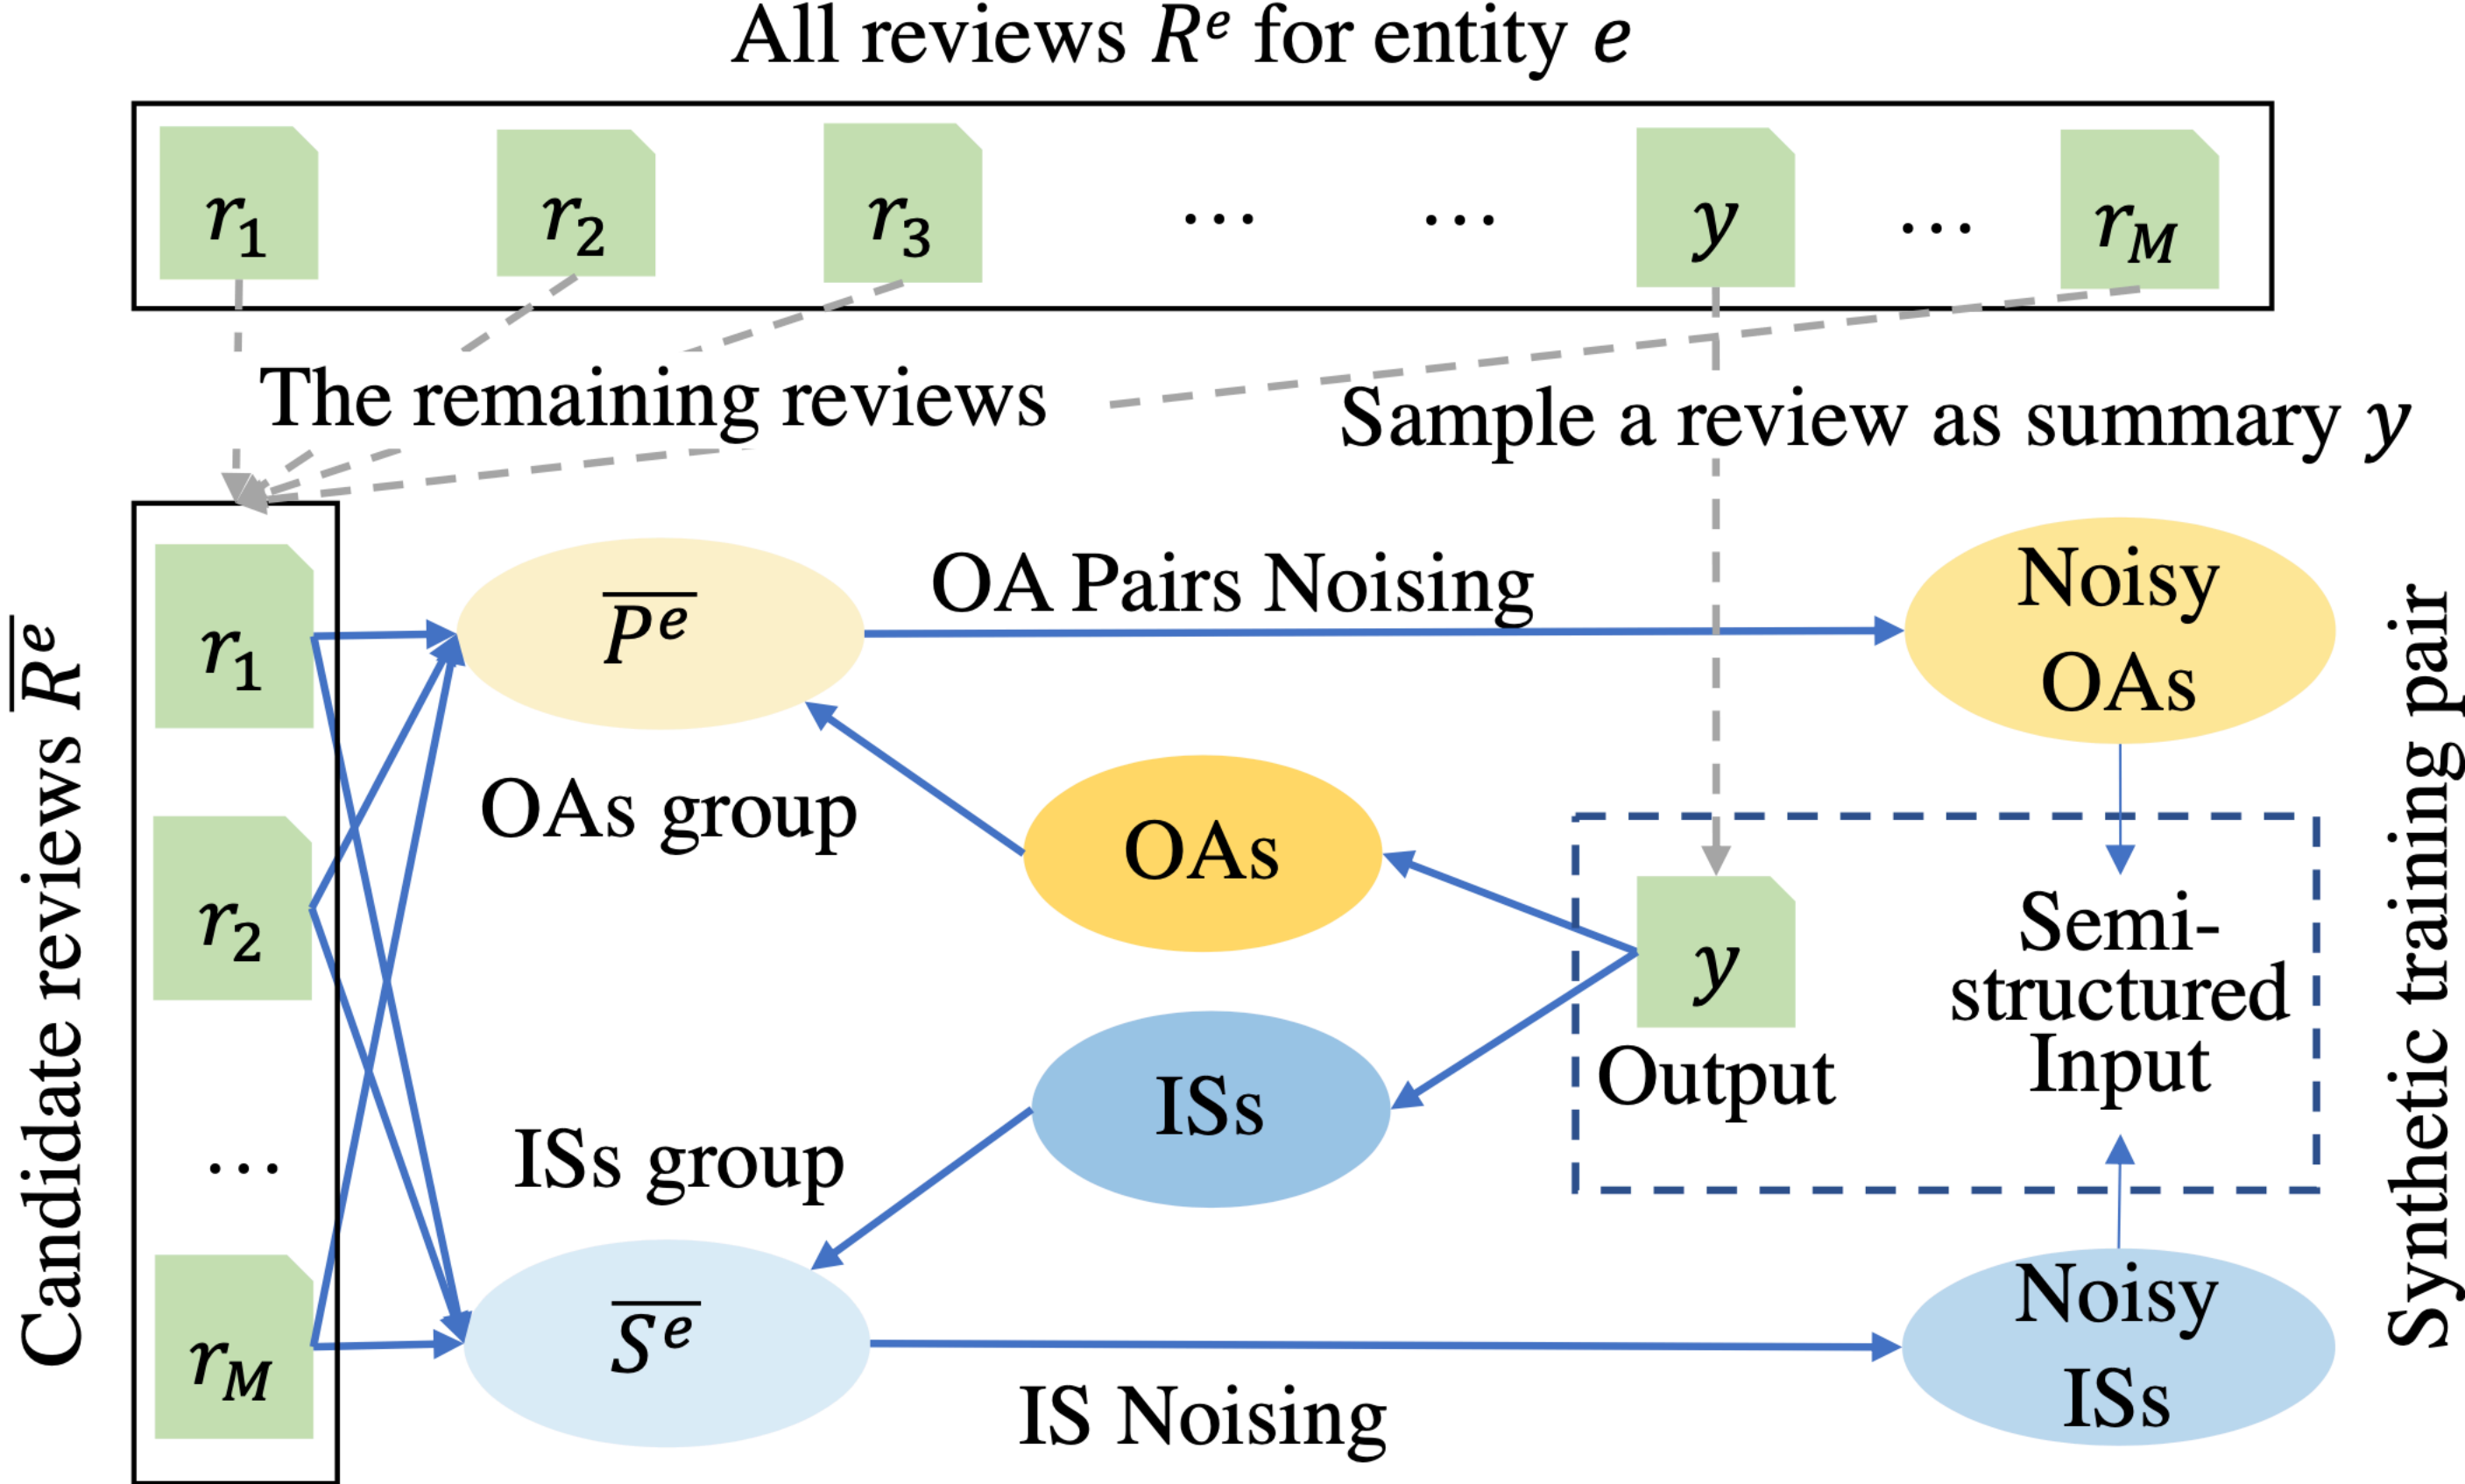 All reviews Rᵉ for entity e
r₁ r₂ r₃ ... ... y ... r_M
The remaining reviews
Sample a review as summary y
Candidate reviews R̅ᵉ
r₁
r₂
...
r_M
P̅ᵉ
OA Pairs Noising
Noisy
OAs
OAs group
OAs
y
Output
Semi-
structured
Input
ISs
ISs group
S̅ᵉ
IS Noising
Noisy
ISs
Synthetic training pair